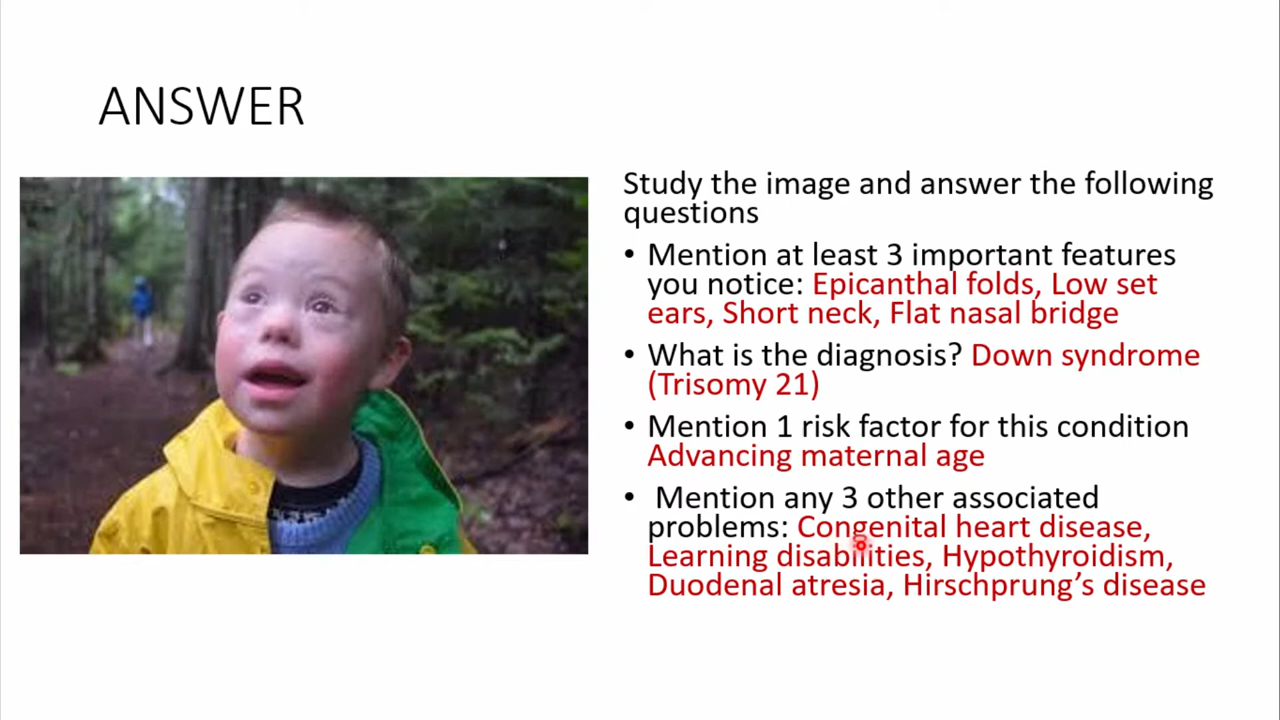 ANSWER
Study the image and answer the following
questions
• Mention at least 3 important features
you notice: Epicanthal folds, Low set
ears, Short neck, Flat nasal bridge
• What is the diagnosis? Down syndrome
(Trisomy 21)
• Mention 1 risk factor for this condition
Advancing maternal age
• Mention any 3 other associated
problems: Congenital heart disease,
Learning disabilities, Hypothyroidism,
Duodenal atresia, Hirschprung’s disease